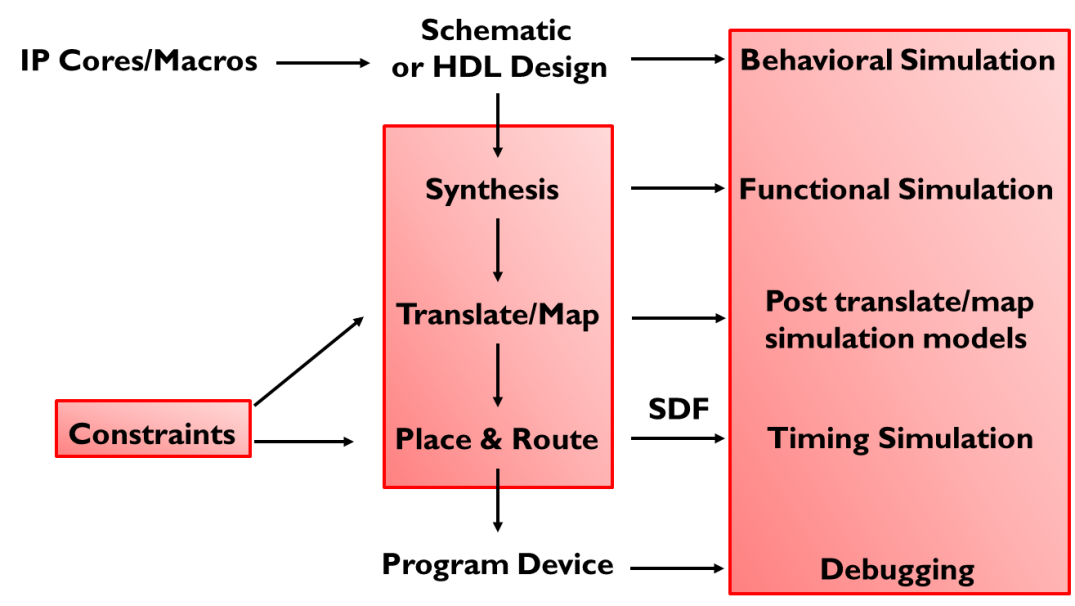 IP Cores/Macros
Schematic
or HDL Design
Behavioral Simulation
Synthesis
Functional Simulation
Translate/Map
Post translate/map
simulation models
Constraints
Place & Route
SDF
Timing Simulation
Program Device
Debugging